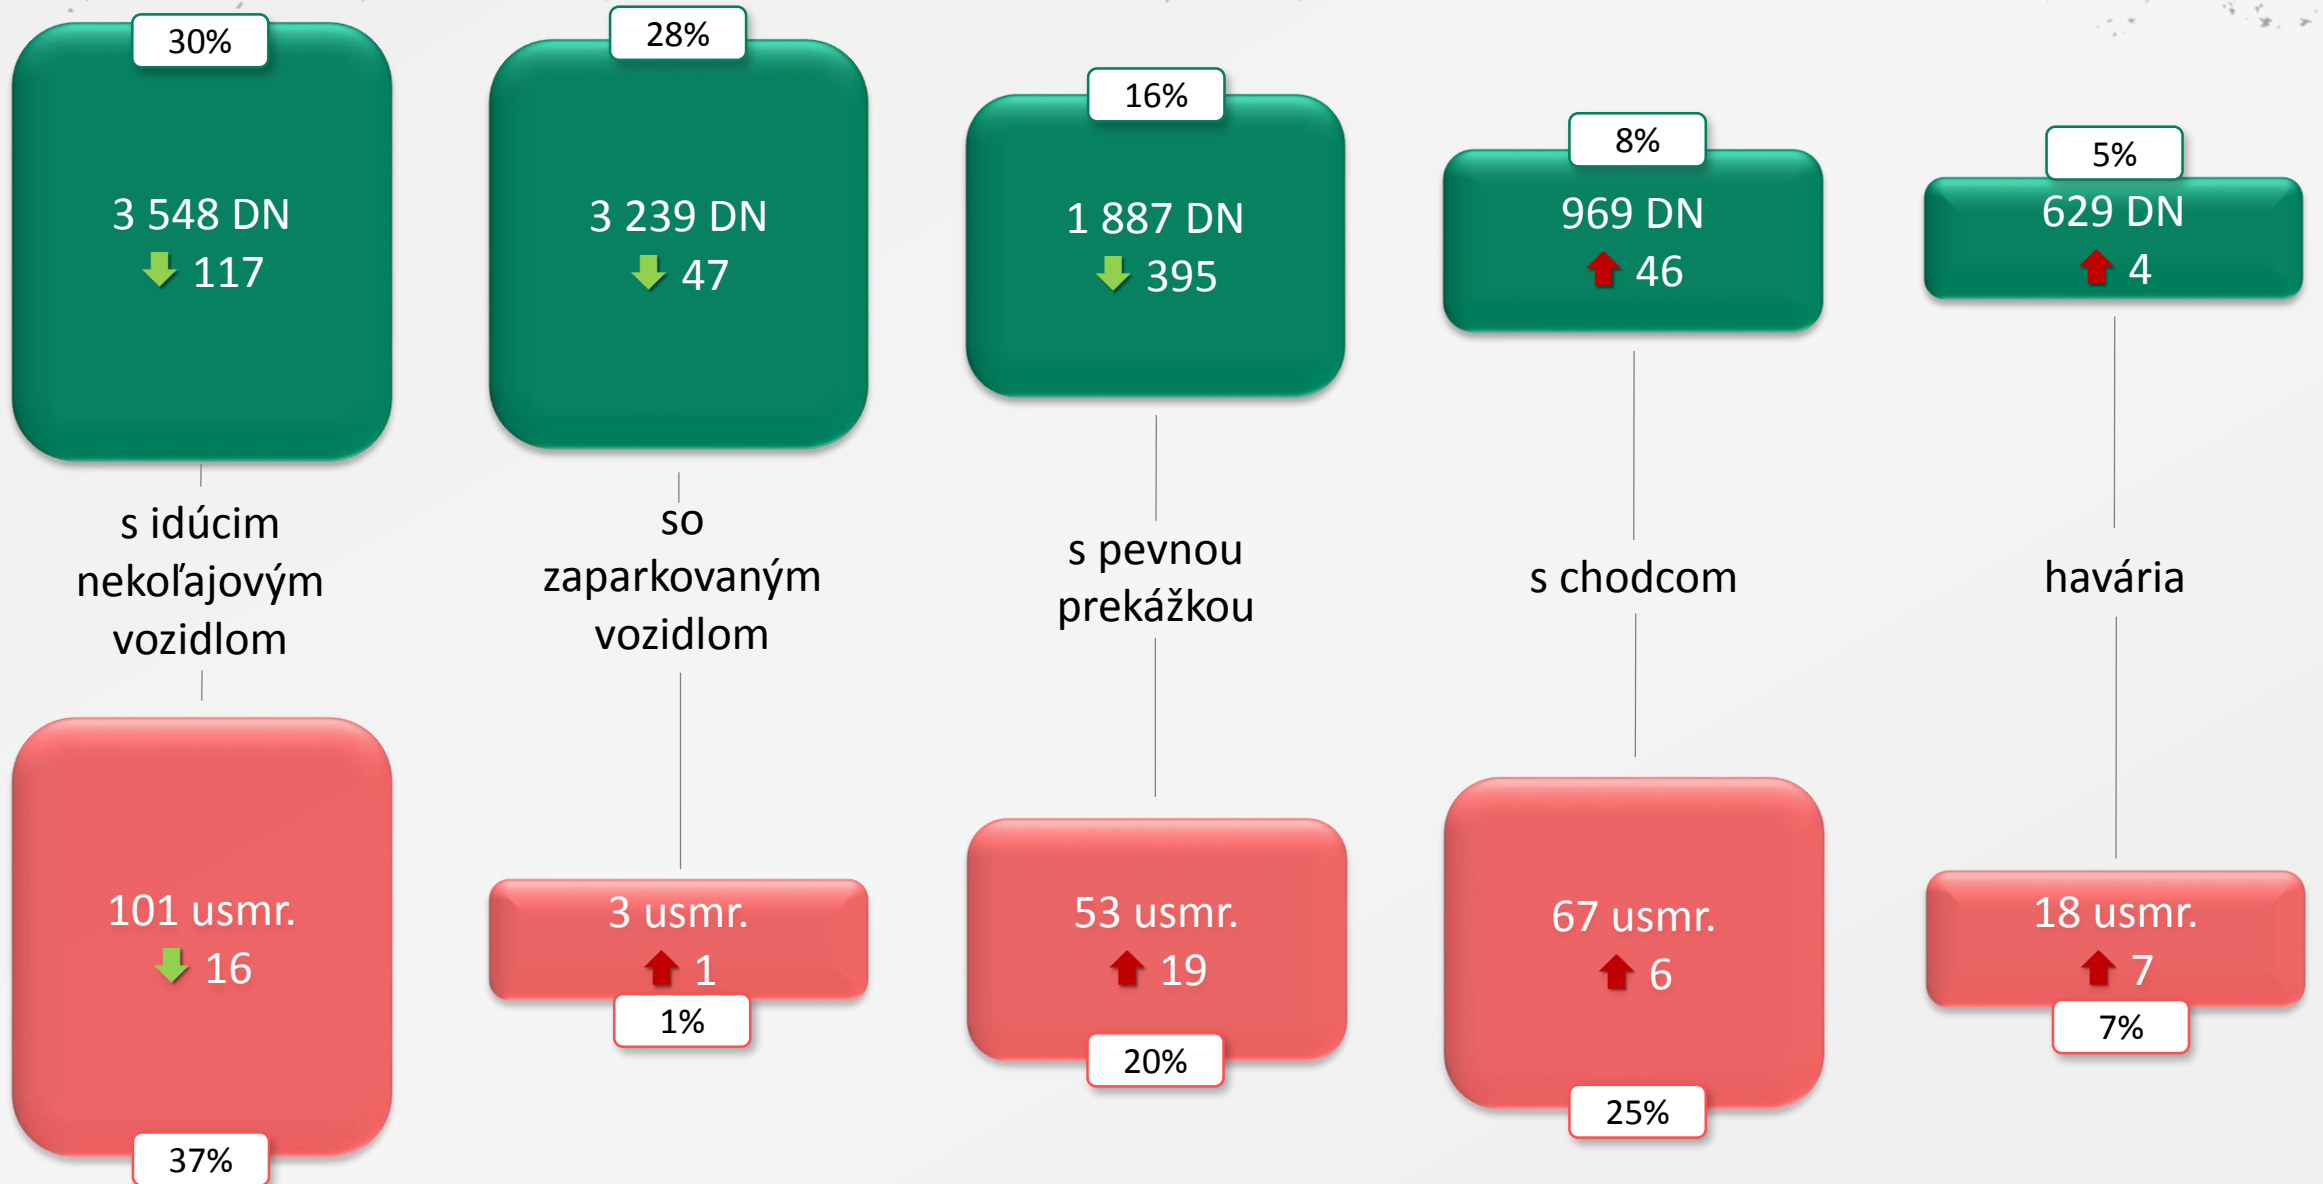 30%
3 548 DN
117
s idúcim
nekoľajovým
vozidlom
101 usmr.
16
37%
28%
3 239 DN
47
so
zaparkovaným
vozidlom
3 usmr.
1
1%
16%
1 887 DN
395
s pevnou
prekážkou
53 usmr.
19
20%
8%
969 DN
46
s chodcom
67 usmr.
6
25%
5%
629 DN
4
havária
18 usmr.
7
7%